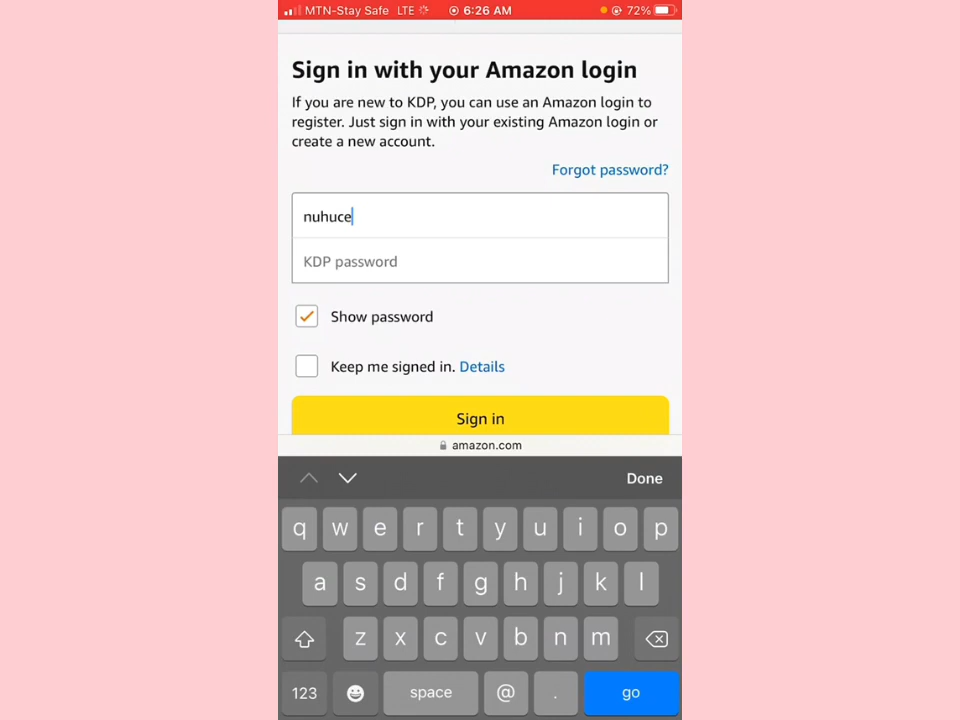 MTN-Stay Safe LTE 6:26 AM 72%
Sign in with your Amazon login
If you are new to KDP, you can use an Amazon login to
register. Just sign in with your existing Amazon login or
create a new account.
Forgot password?
nuhuce
KDP password
Show password
Keep me signed in. Details
Sign in
amazon.com
Done
q w e r t y u i o p
a s d f g h j k l
z x c v b n m
123 space @ . go